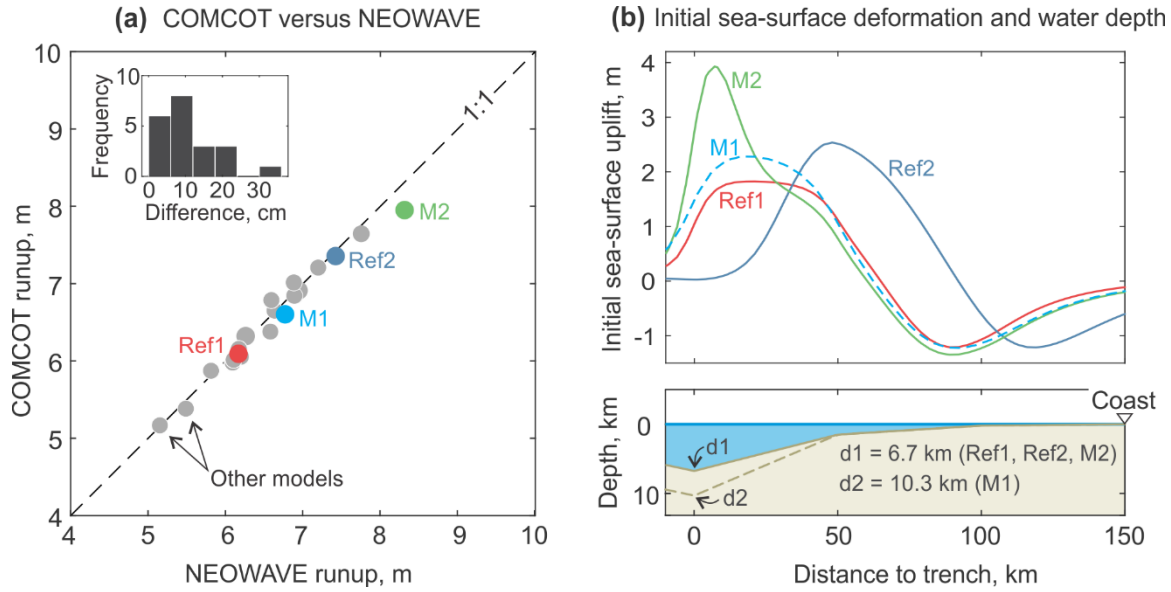 (a) COMCOT versus NEOWAVE
10
9
8
7
6
5
4
COMCOT runup, m
10
5
0
Frequency
0 10 20 30
Difference, cm
1:1
M2
Ref2
M1
Ref1
Other models
4 5 6 7 8 9 10
NEOWAVE runup, m
(b) Initial sea-surface deformation and water depth
4
3
2
1
0
-1
Initial sea-surface uplift, m
M2
M1
Ref2
Ref1
Coast
0
10
Depth, km
d1
d2
d1 = 6.7 km (Ref1, Ref2, M2)
d2 = 10.3 km (M1)
0 50 100 150
Distance to trench, km